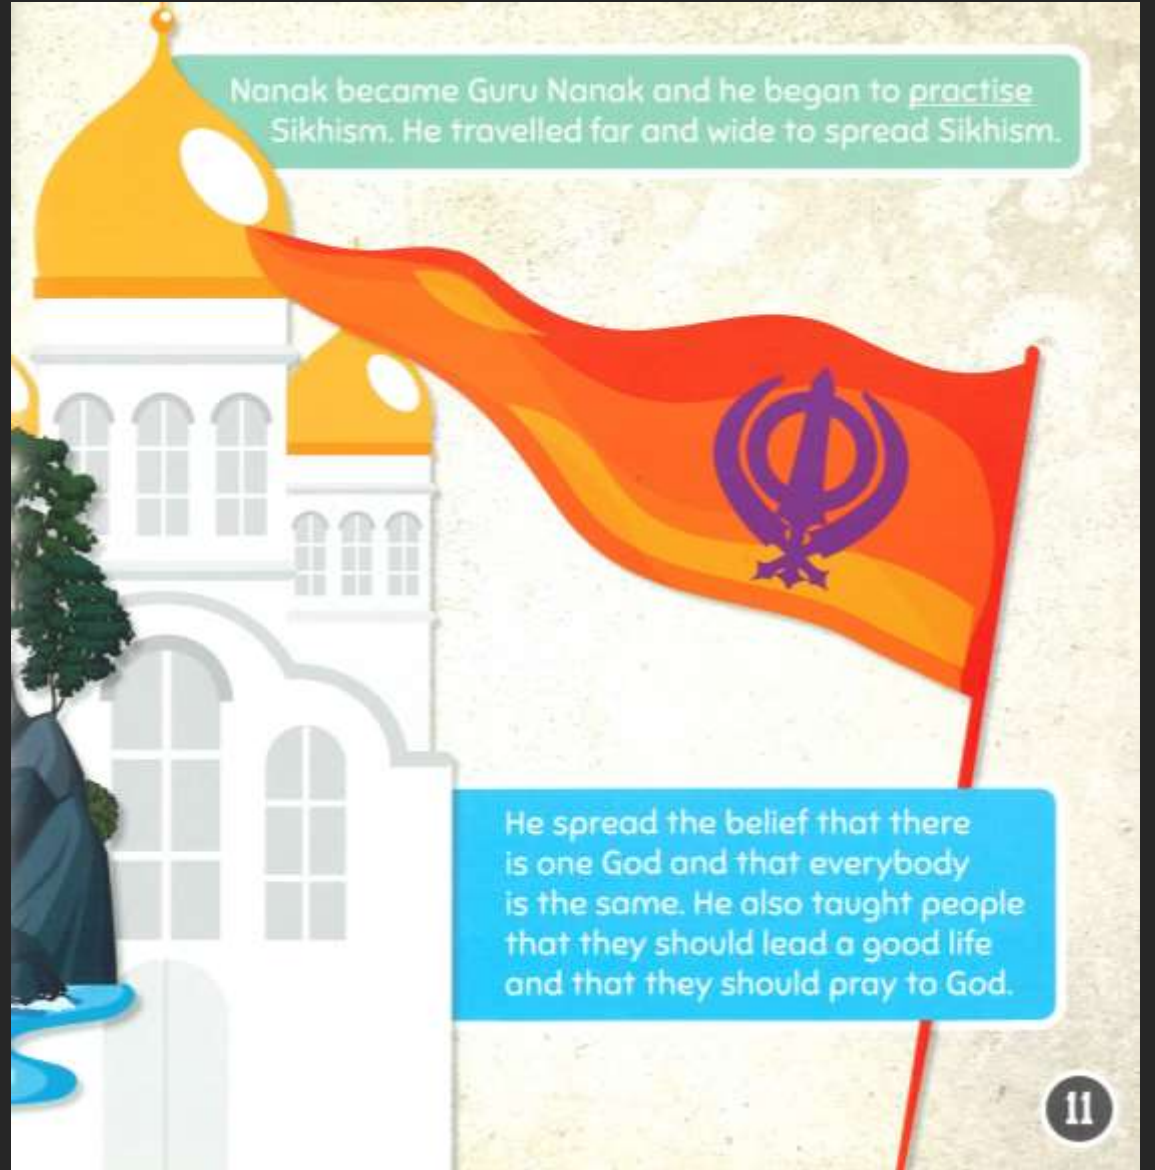 Nanak became Guru Nanak and he began to practise
Sikhism. He travelled far and wide to spread Sikhism.
He spread the belief that there
is one God and that everybody
is the same. He also taught people
that they should lead a good life
and that they should pray to God.
11